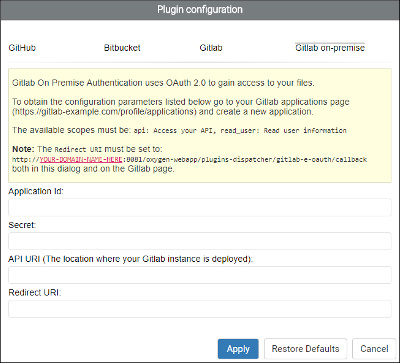 Plugin configuration
GitHub Bitbucket Gitlab Gitlab on-premise
Gitlab On Premise Authentication uses OAuth 2.0 to gain access to your files.
To obtain the configuration parameters listed below go to your Gitlab applications page
(https://gitlab-example.com/profile/applications) and create a new application.
The available scopes must be: api: Access your API, read_user: Read user information
Note: The Redirect URI must be set to:
http://YOUR-DOMAIN-NAME-HERE:8081/oxygen-webapp/plugins-dispatcher/gitlab-e-oauth/callback
both in this dialog and on the Gitlab page.
Application Id:
Secret:
API URI (The location where your Gitlab instance is deployed):
Redirect URI:
Apply Restore Defaults Cancel